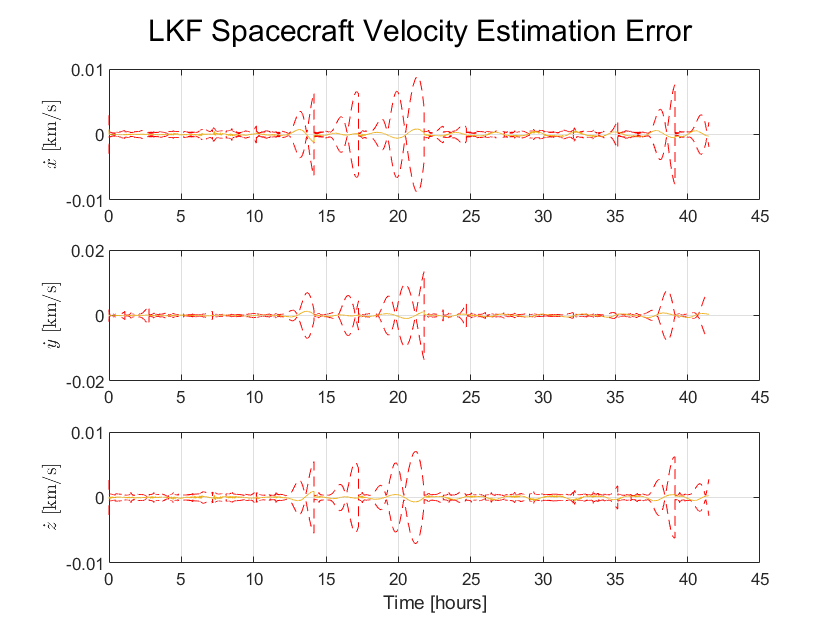 LKF Spacecraft Velocity Estimation Error
0.01
0
-0.01
ẋ [km/s]
0 5 10 15 20 25 30 35 40 45
0.02
0
-0.02
ẏ [km/s]
0 5 10 15 20 25 30 35 40 45
0.01
0
-0.01
ż [km/s]
0 5 10 15 20 25 30 35 40 45
Time [hours]